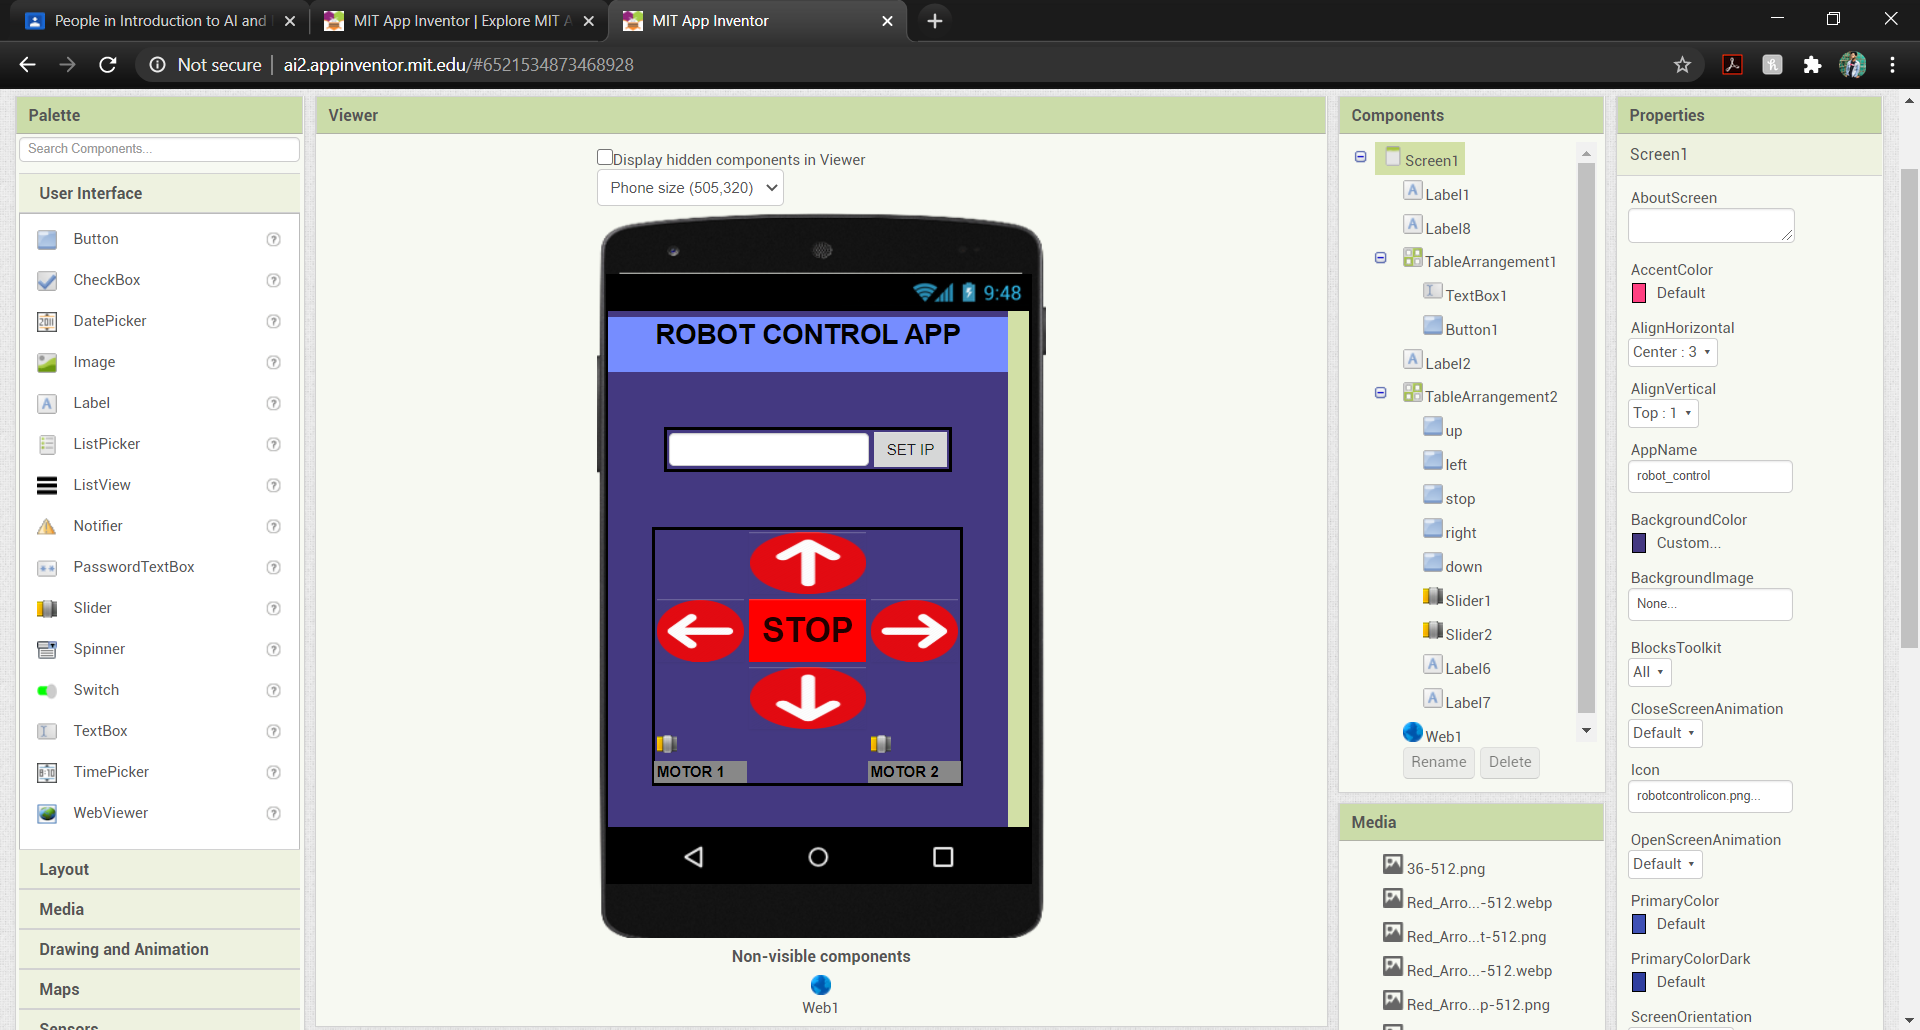 People in Introduction to AI and
MIT App Inventor | Explore MIT A
MIT App Inventor
Not secure
ai2.appinventor.mit.edu/#6521534873468928
Palette
Search Components...
User Interface
Button
CheckBox
DatePicker
Image
Label
ListPicker
ListView
Notifier
PasswordTextBox
Slider
Spinner
Switch
TextBox
TimePicker
WebViewer
Layout
Media
Drawing and Animation
Maps
Sensors
Viewer
Display hidden components in Viewer
Phone size (505,320)
9:48
ROBOT CONTROL APP
SET IP
STOP
MOTOR 1
MOTOR 2
Non-visible components
Web1
Components
Screen1
Label1
Label8
TableArrangement1
TextBox1
Button1
Label2
TableArrangement2
up
left
stop
right
down
Slider1
Slider2
Label6
Label7
Web1
Rename
Delete
Media
36-512.png
Red_Arro...-512.webp
Red_Arro...t-512.png
Red_Arro...-512.webp
Red_Arro...p-512.png
Properties
Screen1
AboutScreen
AccentColor
Default
AlignHorizontal
Center : 3
AlignVertical
Top : 1
AppName
robot_control
BackgroundColor
Custom...
BackgroundImage
None...
BlocksToolkit
All
CloseScreenAnimation
Default
Icon
robotcontrolicon.png...
OpenScreenAnimation
Default
PrimaryColor
Default
PrimaryColorDark
Default
ScreenOrientation